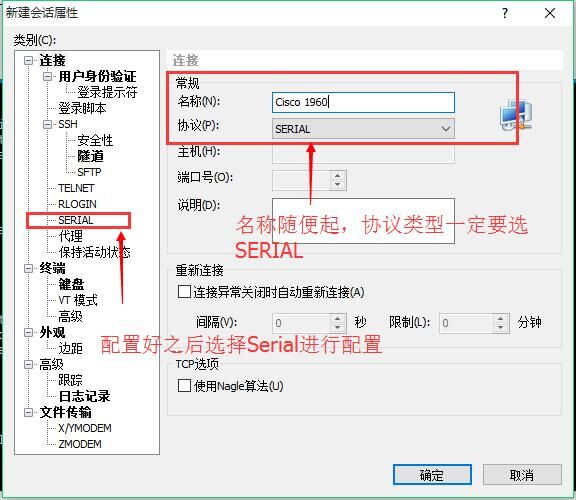 新建会话属性
类别(C):
连接
用户身份验证
登录提示符
登录脚本
SSH
安全性
隧道
SFTP
TELNET
RLOGIN
SERIAL
代理
保持活动状态
终端
键盘
VT 模式
高级
外观
边距
高级
跟踪
日志记录
文件传输
X/YMODEM
ZMODEM
连接
常规
名称(N): Cisco 1960
协议(P): SERIAL
主机(H):
端口号(O):
说明(D):
名称随便起，协议类型一定要选
SERIAL
重新连接
连接异常关闭时自动重新连接(A)
间隔(V): 0 秒 限制(L): 0 分钟
配置好之后选择Serial进行配置
TCP选项
使用Nagle算法(U)
确定 取消